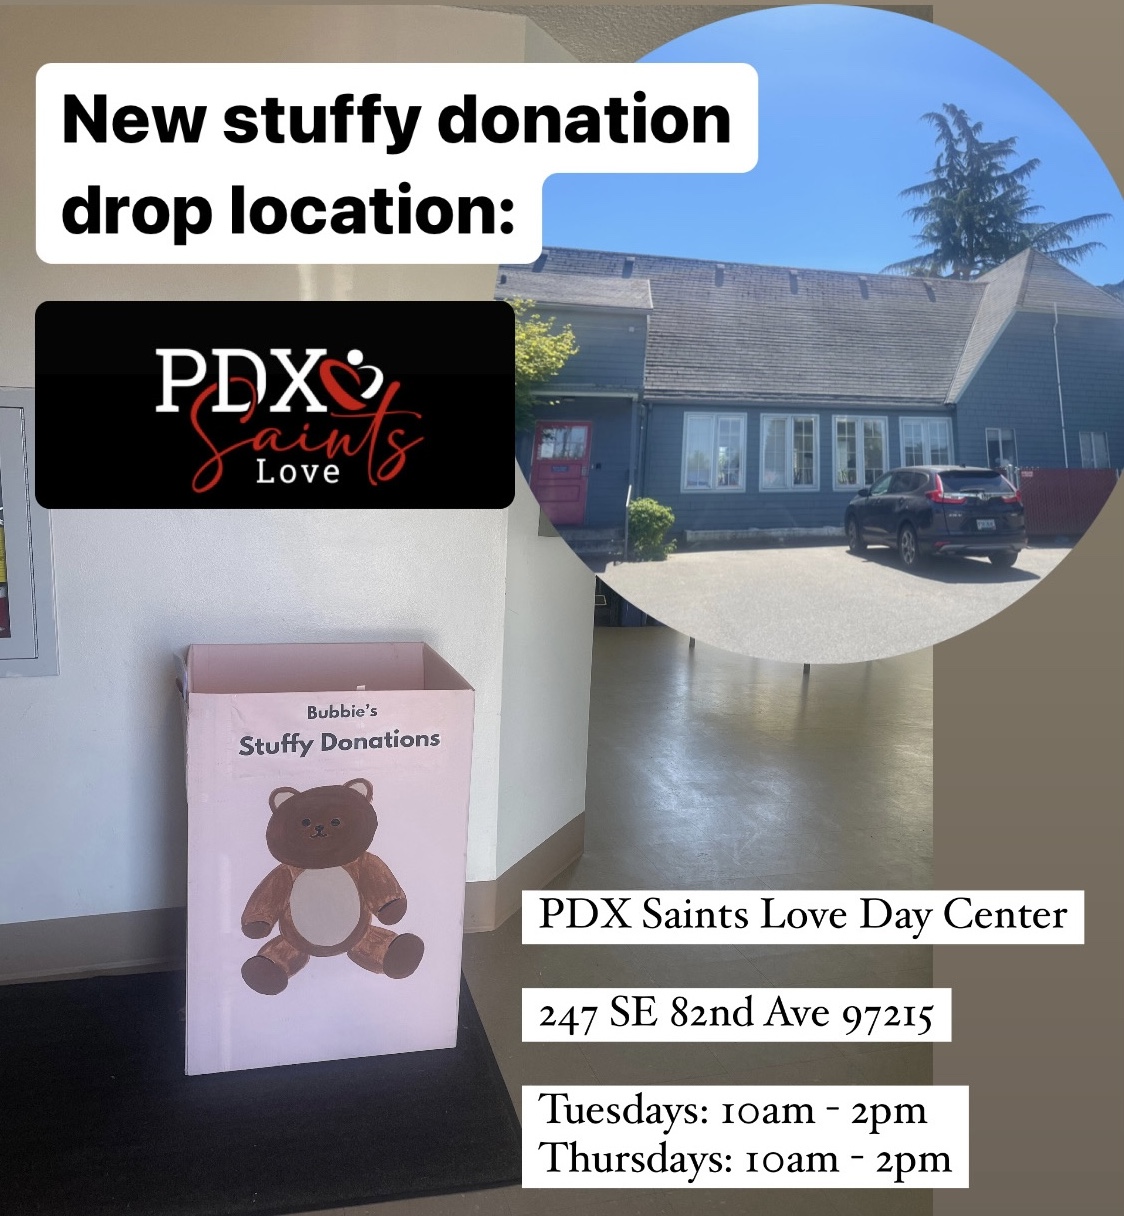 New stuffy donation
drop location:
PDX
Saints
Love
Bubbie's
Stuffy Donations
PDX Saints Love Day Center
247 SE 82nd Ave 97215
Tuesdays: 10am - 2pm
Thursdays: 10am - 2pm